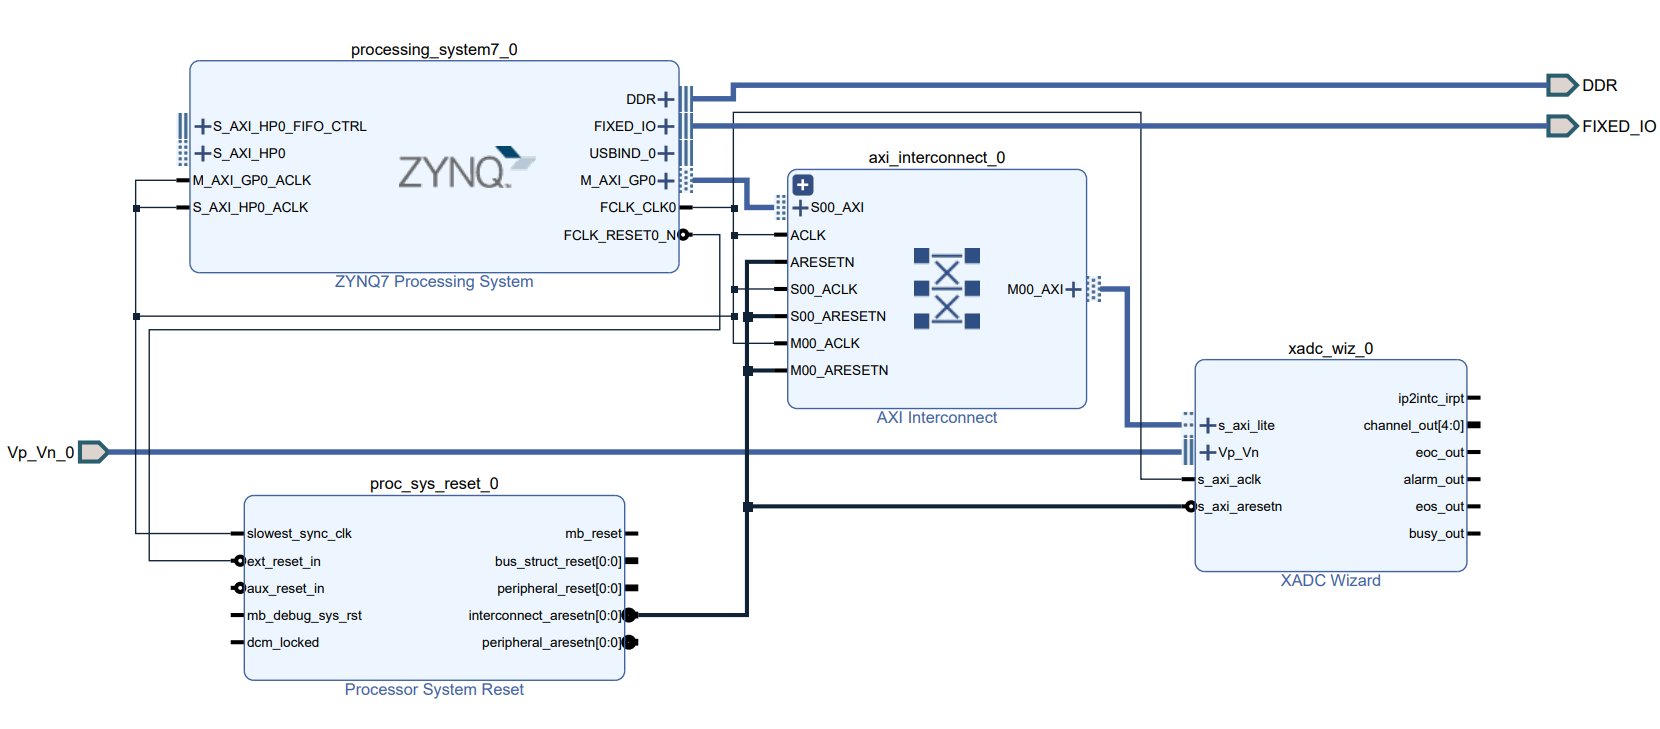 processing_system7_0
DDR
S_AXI_HP0_FIFO_CTRL
FIXED_IO
S_AXI_HP0
USBIND_0
M_AXI_GP0_ACLK
M_AXI_GP0
S_AXI_HP0_ACLK
FCLK_CLK0
FCLK_RESET0_N
ZYNQ
ZYNQ7 Processing System
DDR
FIXED_IO
axi_interconnect_0
S00_AXI
ACLK
ARESETN
S00_ACLK
M00_AXI
S00_ARESETN
M00_ACLK
M00_ARESETN
AXI Interconnect
xadc_wiz_0
ip2intc_irpt
s_axi_lite
channel_out[4:0]
Vp_Vn
eoc_out
s_axi_aclk
alarm_out
s_axi_aresetn
eos_out
busy_out
XADC Wizard
Vp_Vn_0
proc_sys_reset_0
slowest_sync_clk
mb_reset
ext_reset_in
bus_struct_reset[0:0]
aux_reset_in
peripheral_reset[0:0]
mb_debug_sys_rst
interconnect_aresetn[0:0]
dcm_locked
peripheral_aresetn[0:0]
Processor System Reset